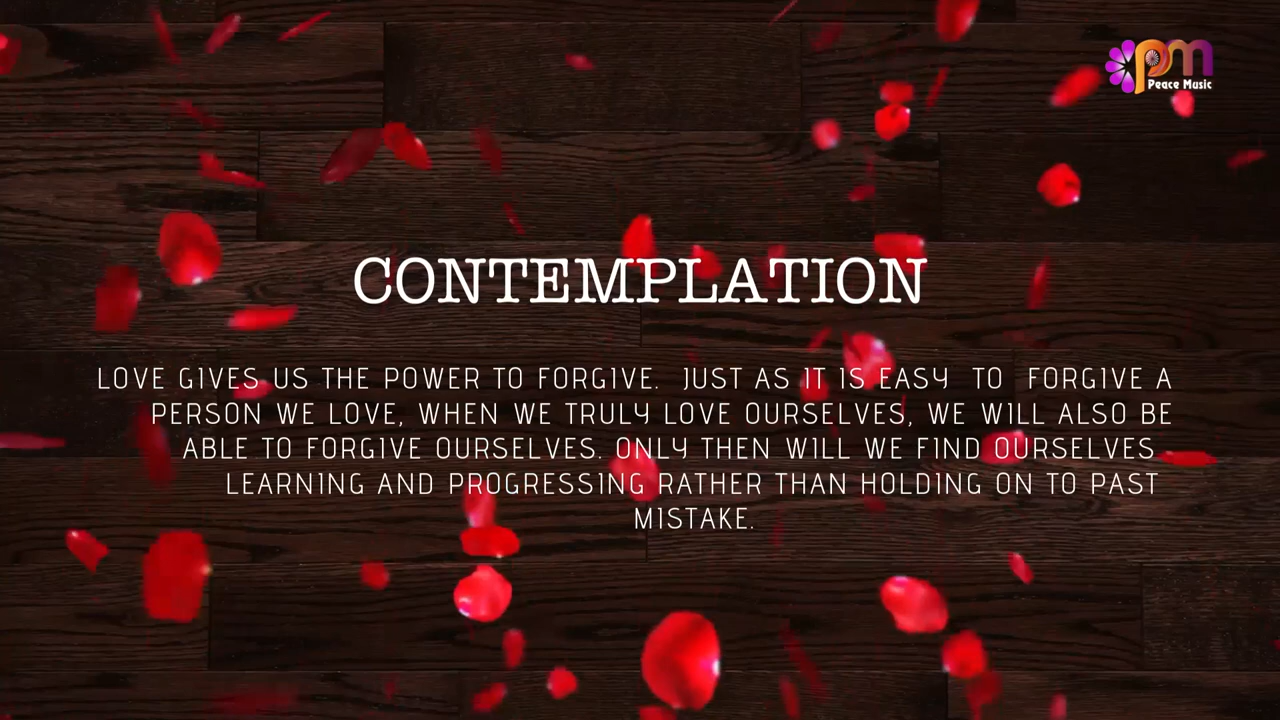 pm
Peace Music
CONTEMPLATION
LOVE GIVES US THE POWER TO FORGIVE. JUST AS IT IS EASY TO FORGIVE A
PERSON WE LOVE, WHEN WE TRULY LOVE OURSELVES, WE WILL ALSO BE
ABLE TO FORGIVE OURSELVES. ONLY THEN WILL WE FIND OURSELVES
LEARNING AND PROGRESSING RATHER THAN HOLDING ON TO PAST
MISTAKE.